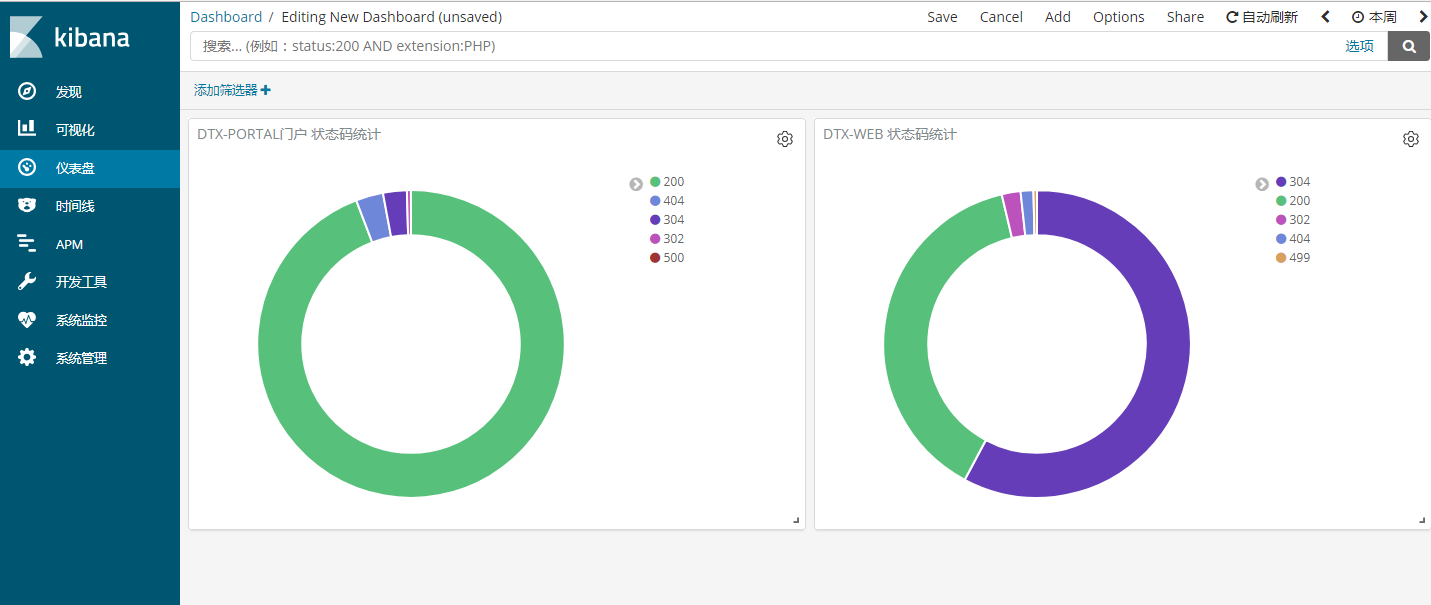 kibana
发现
可视化
仪表盘
时间线
APM
开发工具
系统监控
系统管理
Dashboard / Editing New Dashboard (unsaved)
Save Cancel Add Options Share 自动刷新 本周
搜索... (例如：status:200 AND extension:PHP) 选项
添加筛选器
DTX-PORTAL门户 状态码统计
200
404
304
302
500
DTX-WEB 状态码统计
304
200
302
404
499